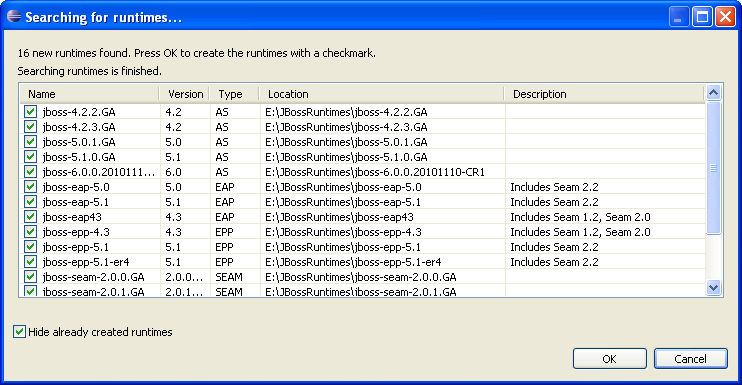 Searching for runtimes...
16 new runtimes found. Press OK to create the runtimes with a checkmark.
Searching runtimes is finished.
Name Version Type Location Description
jboss-4.2.2.GA 4.2 AS E:\JBossRuntimes\jboss-4.2.2.GA
jboss-4.2.3.GA 4.2 AS E:\JBossRuntimes\jboss-4.2.3.GA
jboss-5.0.1.GA 5.0 AS E:\JBossRuntimes\jboss-5.0.1.GA
jboss-5.1.0.GA 5.1 AS E:\JBossRuntimes\jboss-5.1.0.GA
jboss-6.0.0.2010111... 6.0 AS E:\JBossRuntimes\jboss-6.0.0.20101110-CR1
jboss-eap-5.0 5.0 EAP E:\JBossRuntimes\jboss-eap-5.0 Includes Seam 2.2
jboss-eap-5.1 5.1 EAP E:\JBossRuntimes\jboss-eap-5.1 Includes Seam 2.2
jboss-eap43 4.3 EAP E:\JBossRuntimes\jboss-eap43 Includes Seam 1.2, Seam 2.0
jboss-epp-4.3 4.3 EPP E:\JBossRuntimes\jboss-epp-4.3 Includes Seam 1.2, Seam 2.0
jboss-epp-5.1 5.1 EPP E:\JBossRuntimes\jboss-epp-5.1 Includes Seam 2.2
jboss-epp-5.1-er4 5.1 EPP E:\JBossRuntimes\jboss-epp-5.1-er4 Includes Seam 2.2
jboss-seam-2.0.0.GA 2.0.0... SEAM E:\JBossRuntimes\jboss-seam-2.0.0.GA
jboss-seam-2.0.1.GA 2.0.1... SEAM E:\JBossRuntimes\jboss-seam-2.0.1.GA
Hide already created runtimes
OK Cancel